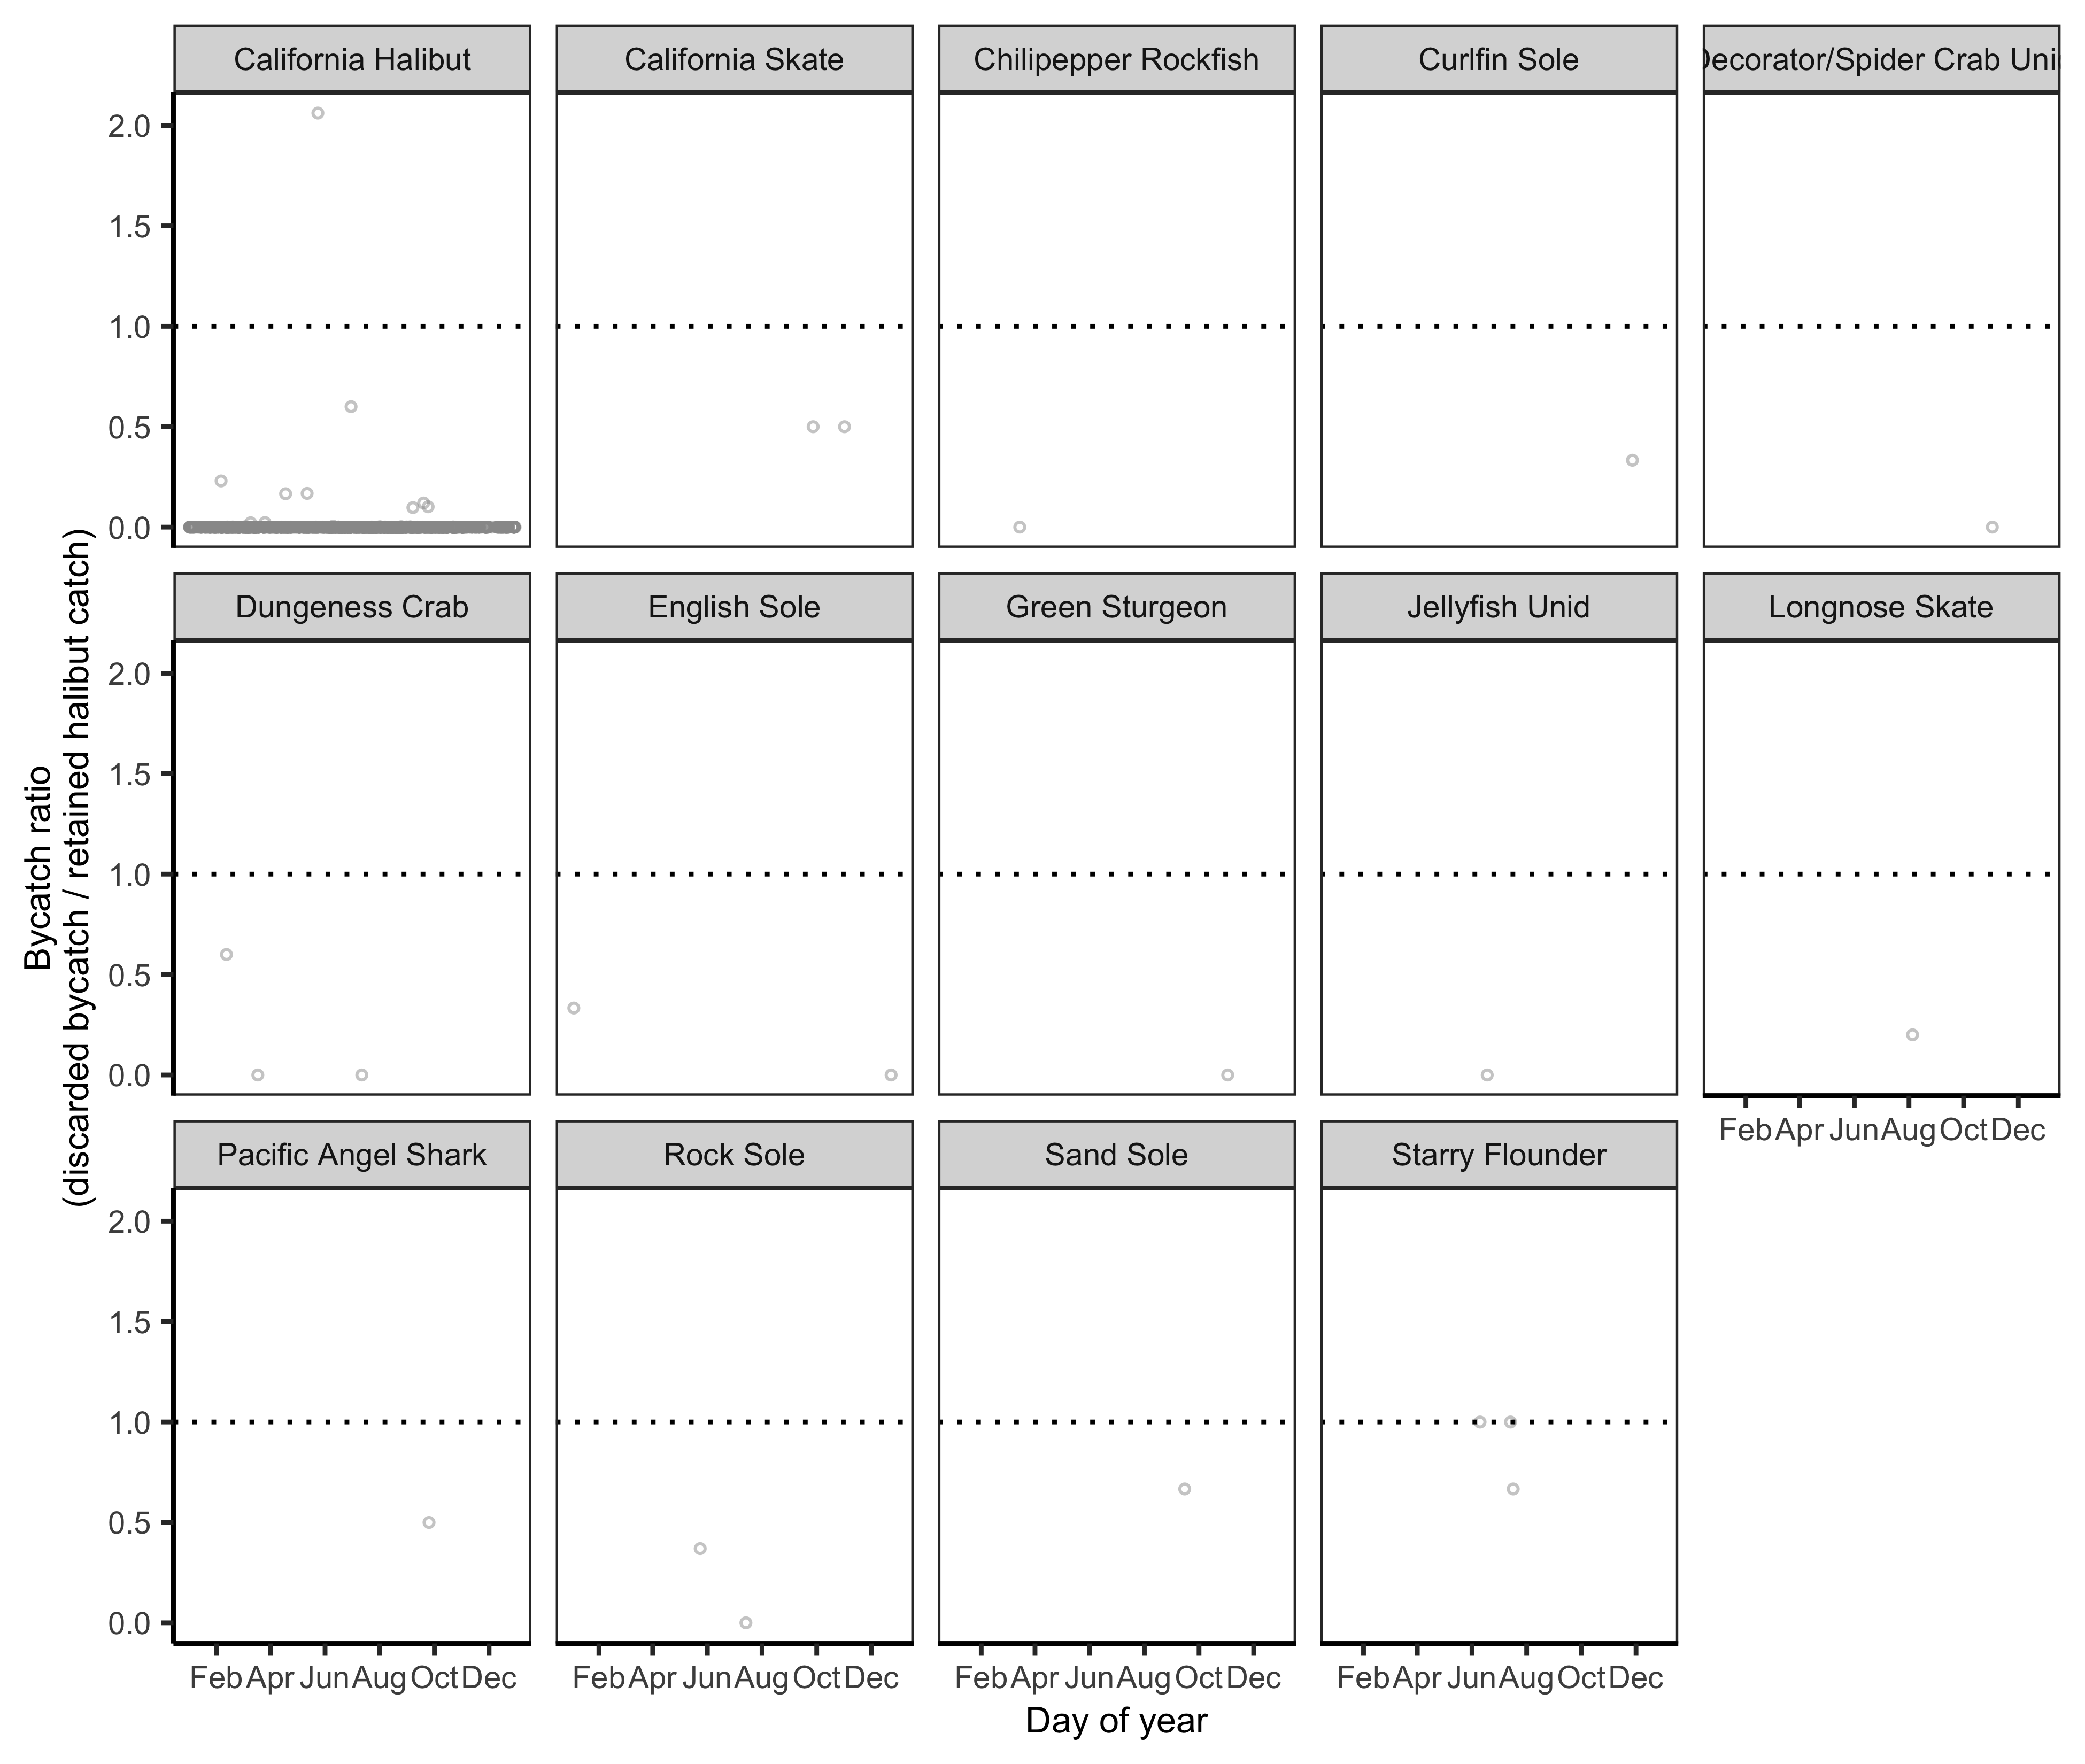 California Halibut
California Skate
Chilipepper Rockfish
Curlfin Sole
Decorator/Spider Crab Uni
2.0
1.5
1.0
0.5
0.0
Dungeness Crab
English Sole
Green Sturgeon
Jellyfish Unid
Longnose Skate
2.0
1.5
1.0
0.5
0.0
Feb Apr Jun Aug Oct Dec
Pacific Angel Shark
Rock Sole
Sand Sole
Starry Flounder
2.0
1.5
1.0
0.5
0.0
Feb Apr Jun Aug Oct Dec
Feb Apr Jun Aug Oct Dec
Feb Apr Jun Aug Oct Dec
Feb Apr Jun Aug Oct Dec
Day of year
Bycatch ratio
(discarded bycatch / retained halibut catch)